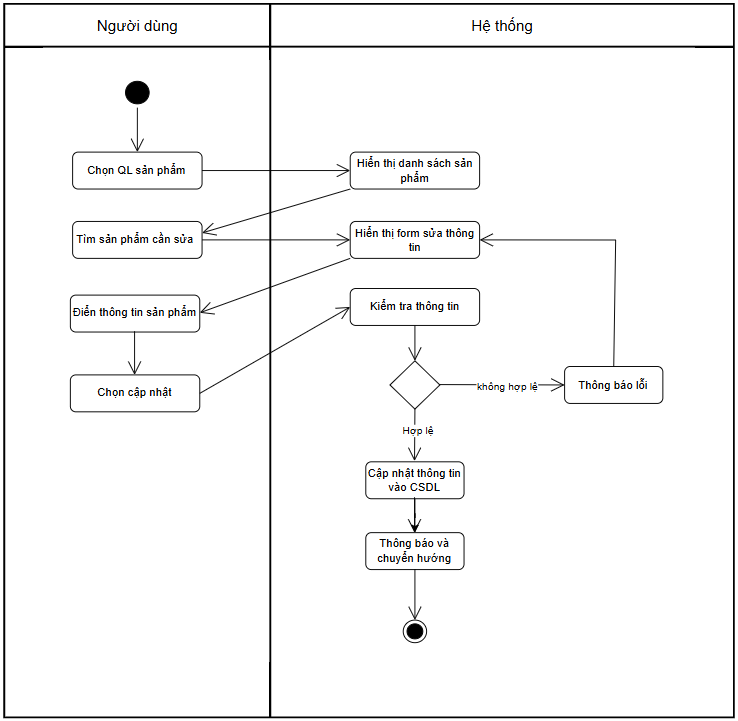 Người dùng
Hệ thống
Chọn QL sản phẩm
Hiển thị danh sách sản
phẩm
Tìm sản phẩm cần sửa
Hiển thị form sửa thông
tin
Điển thông tin sản phẩm
Kiểm tra thông tin
Chọn cập nhật
không hợp lệ
Thông báo lỗi
Hợp lệ
Cập nhật thông tin
vào CSDL
Thông báo và
chuyển hướng